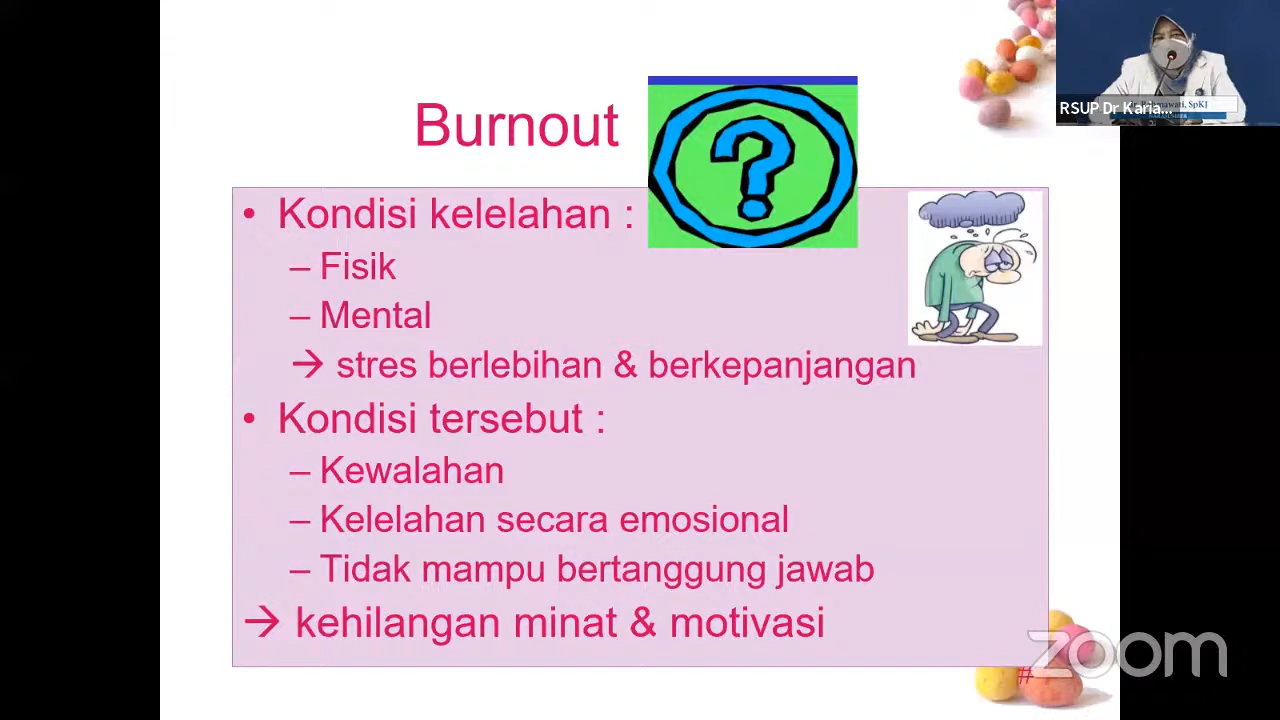 Burnout
• Kondisi kelelahan :
– Fisik
– Mental
→ stres berlebihan & berkepanjangan
• Kondisi tersebut :
– Kewalahan
– Kelelahan secara emosional
– Tidak mampu bertanggung jawab
→ kehilangan minat & motivasi
RSUP Dr Karia...
SpKJ
zoom
#